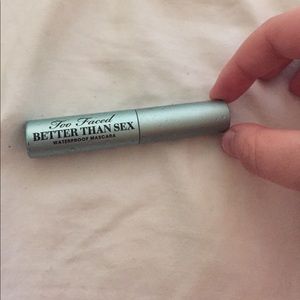 Too Faced
BETTER THAN SEX
WATERPROOF MASCARA